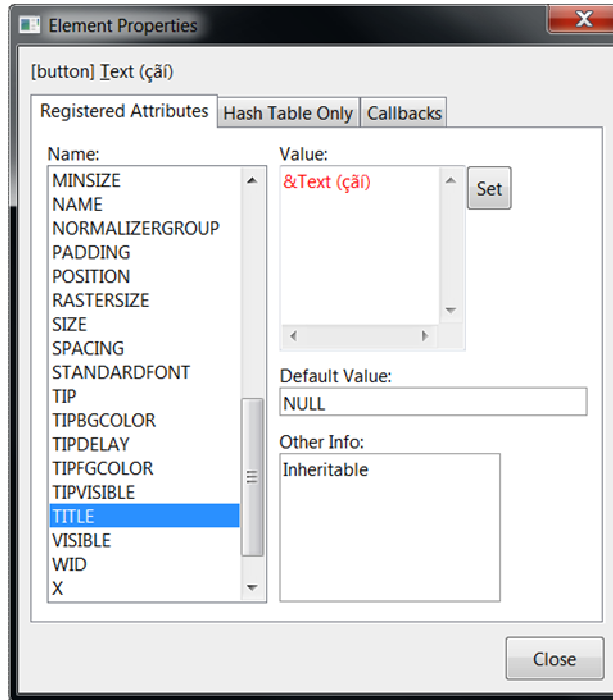 Element Properties
[button] Text (çãí)
Registered Attributes
Hash Table Only
Callbacks
Name:
MINSIZE
NAME
NORMALIZERGROUP
PADDING
POSITION
RASTERSIZE
SIZE
SPACING
STANDARDFONT
TIP
TIPBGCOLOR
TIPDELAY
TIPFGCOLOR
TIPVISIBLE
TITLE
VISIBLE
WID
X
Value:
&Text (çãí)
Set
Default Value:
NULL
Other Info:
Inheritable
Close